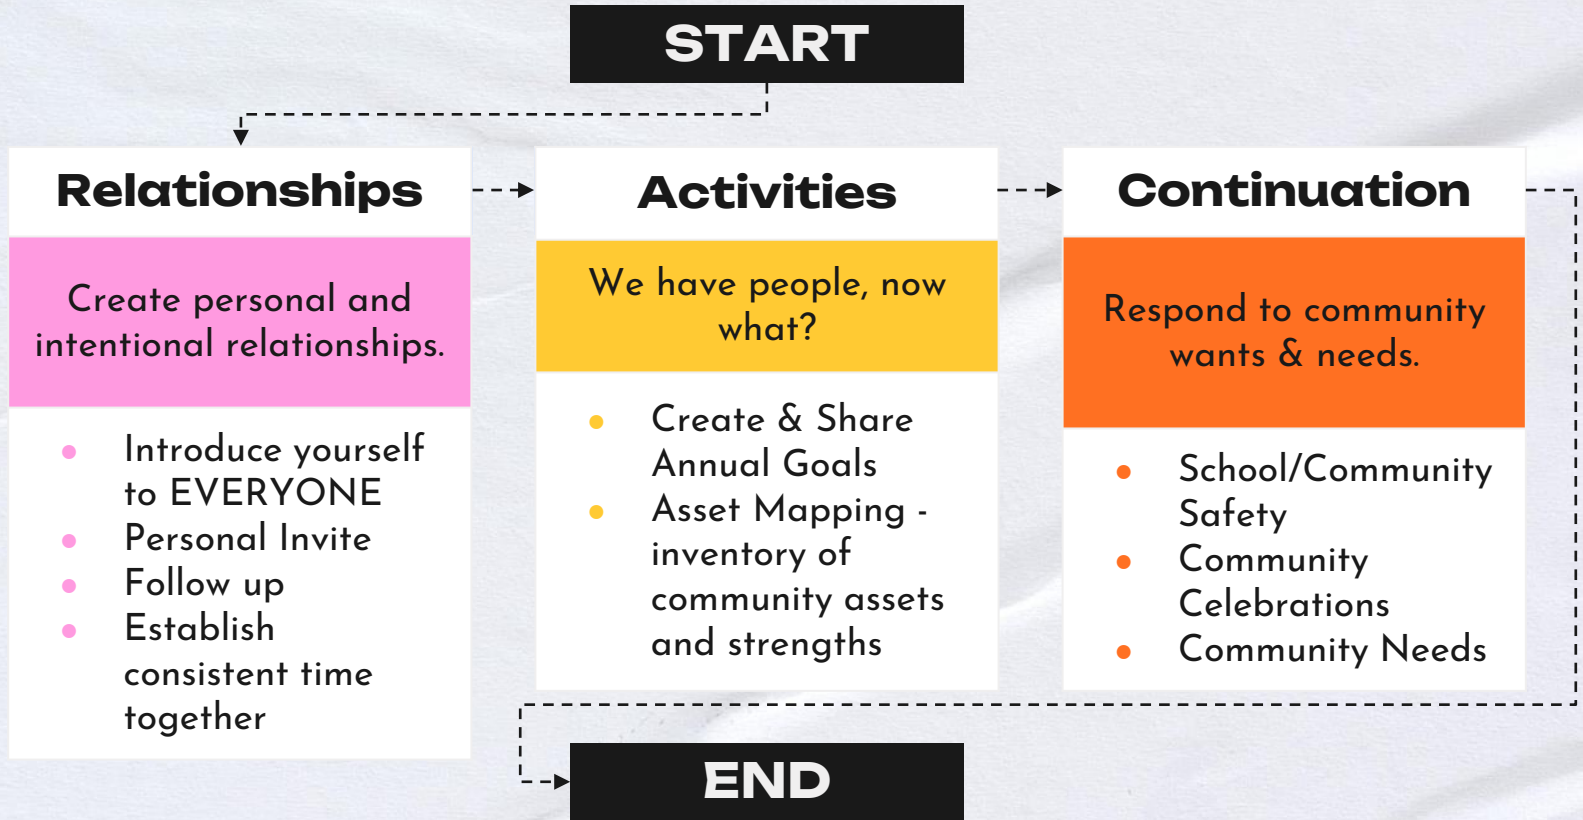 START
Relationships
Create personal and
intentional relationships.
Introduce yourself
to EVERYONE
Personal Invite
Follow up
Establish
consistent time
together
Activities
We have people, now
what?
Create & Share
Annual Goals
Asset Mapping -
inventory of
community assets
and strengths
Continuation
Respond to community
wants & needs.
School/Community
Safety
Community
Celebrations
Community Needs
END